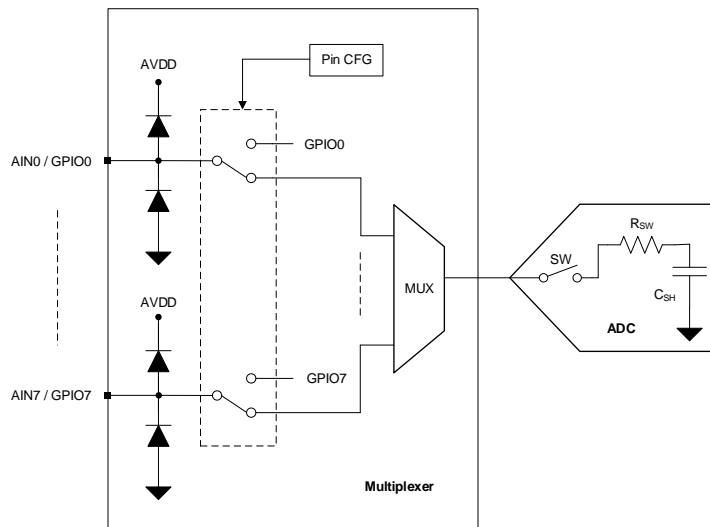 Pin CFG
AVDD
GPIO0
AIN0 / GPIO0
RSW
SW
MUX
CSH
AVDD
ADC
GPIO7
AIN7 / GPIO7
Multiplexer